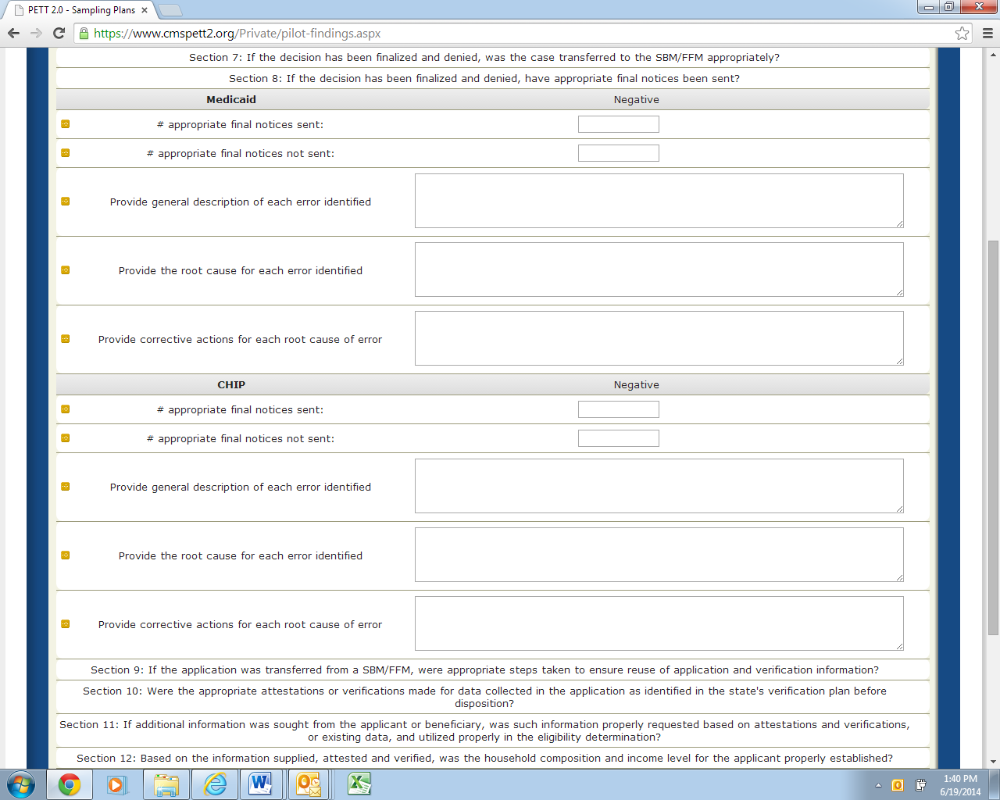 PETT 2.0 - Sampling Plans
https://www.cmspett2.org/Private/pilot-findings.aspx
Section 7: If the decision has been finalized and denied, was the case transferred to the SBM/FFM appropriately?
Section 8: If the decision has been finalized and denied, have appropriate final notices been sent?
Medicaid Negative
# appropriate final notices sent:
# appropriate final notices not sent:
Provide general description of each error identified
Provide the root cause for each error identified
Provide corrective actions for each root cause of error
CHIP Negative
# appropriate final notices sent:
# appropriate final notices not sent:
Provide general description of each error identified
Provide the root cause for each error identified
Provide corrective actions for each root cause of error
Section 9: If the application was transferred from a SBM/FFM, were appropriate steps taken to ensure reuse of application and verification information?
Section 10: Were the appropriate attestations or verifications made for data collected in the application as identified in the state's verification plan before
disposition?
Section 11: If additional information was sought from the applicant or beneficiary, was such information properly requested based on attestations and verifications,
or existing data, and utilized properly in the eligibility determination?
Section 12: Based on the information supplied, attested and verified, was the household composition and income level for the applicant properly established?
1:40 PM
6/19/2014